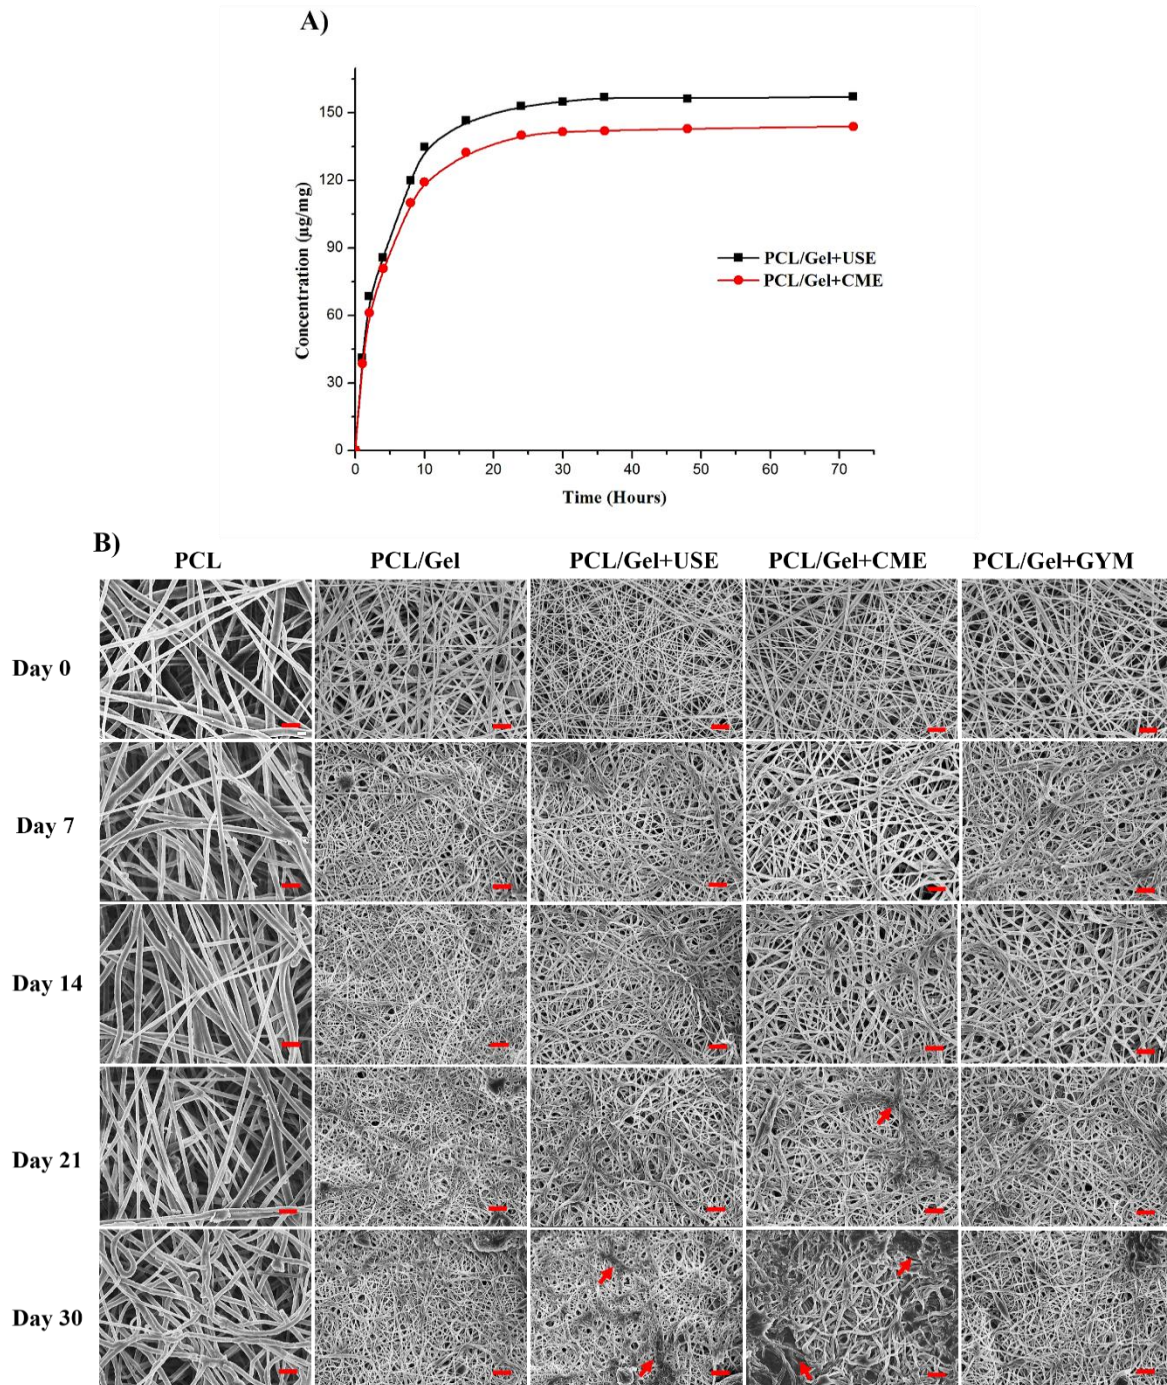 A)
150
120
90
60
30
0
Concentration (µg/mg)
PCL/Gel+USE
PCL/Gel+CME
0 10 20 30 40 50 60 70
Time (Hours)
B)
PCL PCL/Gel PCL/Gel+USE PCL/Gel+CME PCL/Gel+GYM
Day 0
Day 7
Day 14
Day 21
Day 30